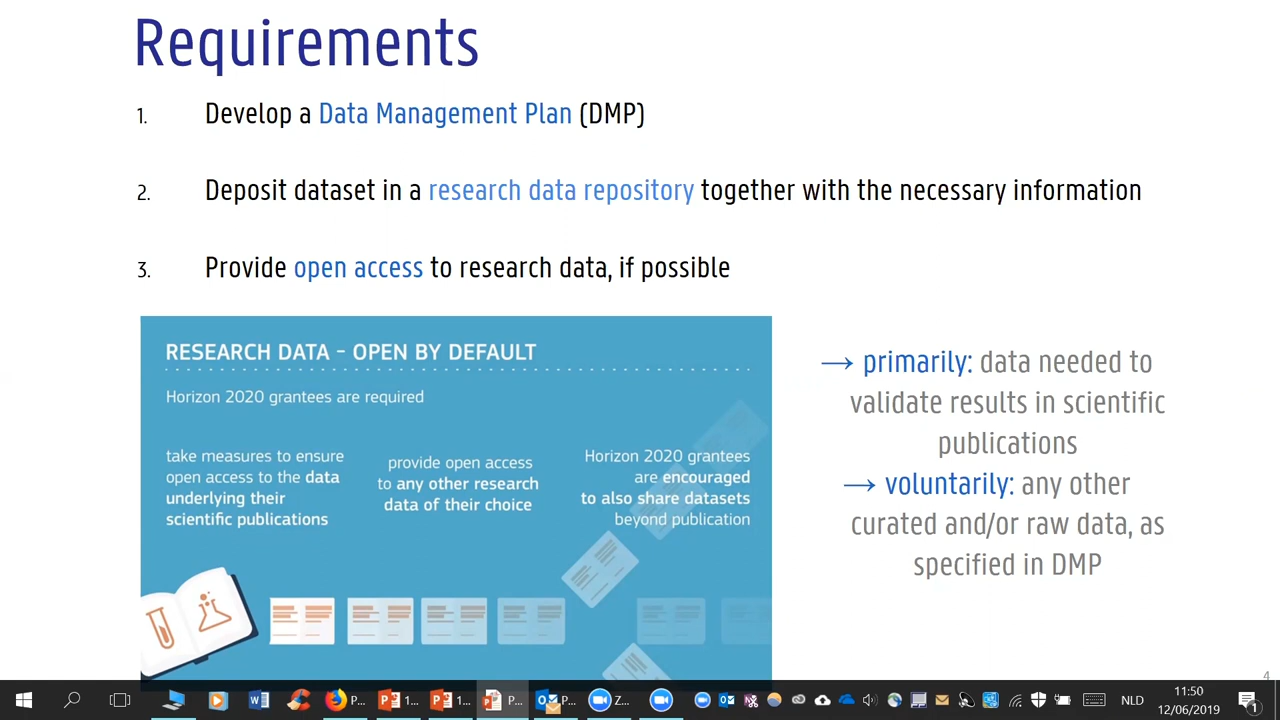 Requirements
1. Develop a Data Management Plan (DMP)
2. Deposit dataset in a research data repository together with the necessary information
3. Provide open access to research data, if possible
RESEARCH DATA - OPEN BY DEFAULT
Horizon 2020 grantees are required
take measures to ensure
open access to the data
underlying their
scientific publications
provide open access
to any other research
data of their choice
Horizon 2020 grantees
are encouraged
to also share datasets
beyond publication
→ primarily: data needed to
validate results in scientific
publications
→ voluntarily: any other
curated and/or raw data, as
specified in DMP
4
P...
1...
1...
P...
P...
Z...
NLD
11:50
12/06/2019
1